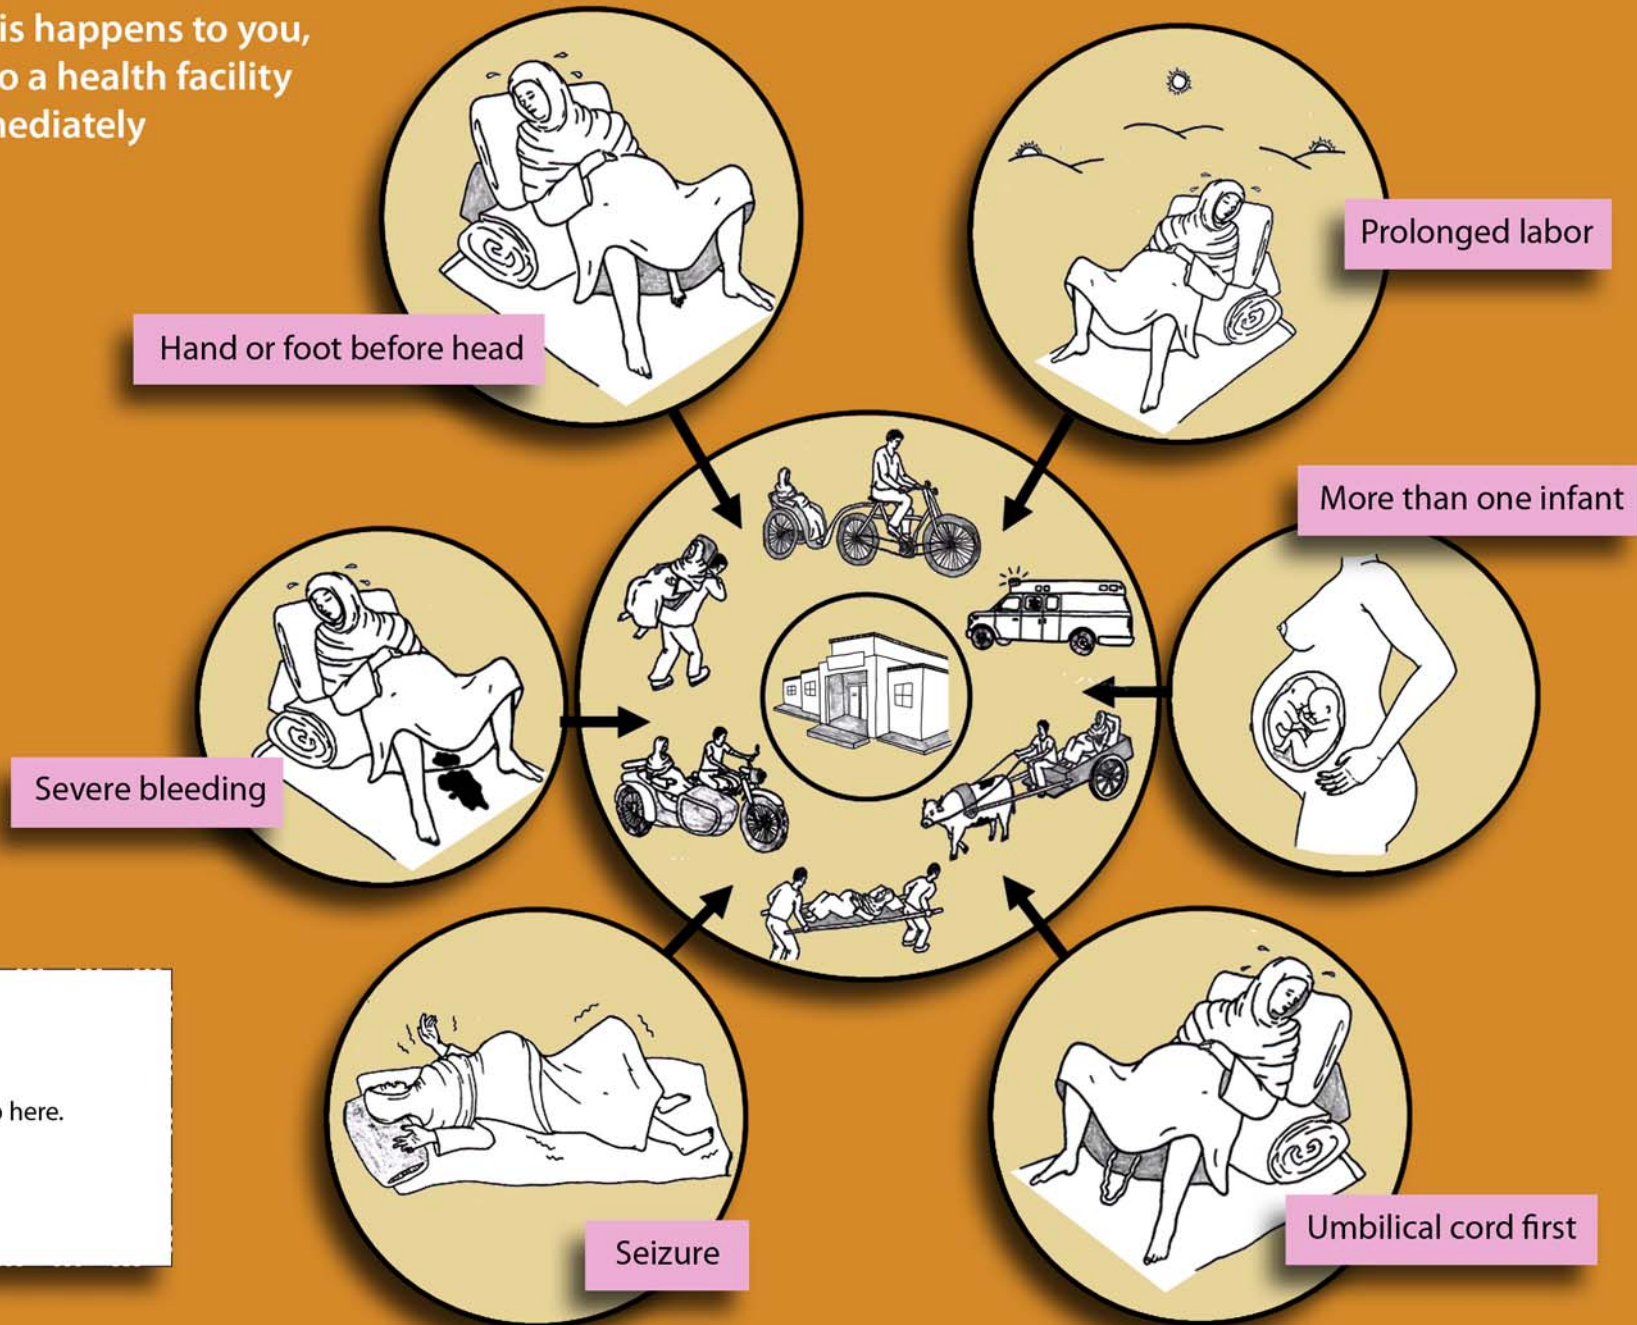 is happens to you,
o a health facility
mediately
Hand or foot before head
Prolonged labor
More than one infant
Severe bleeding
Seizure
Umbilical cord first
here.